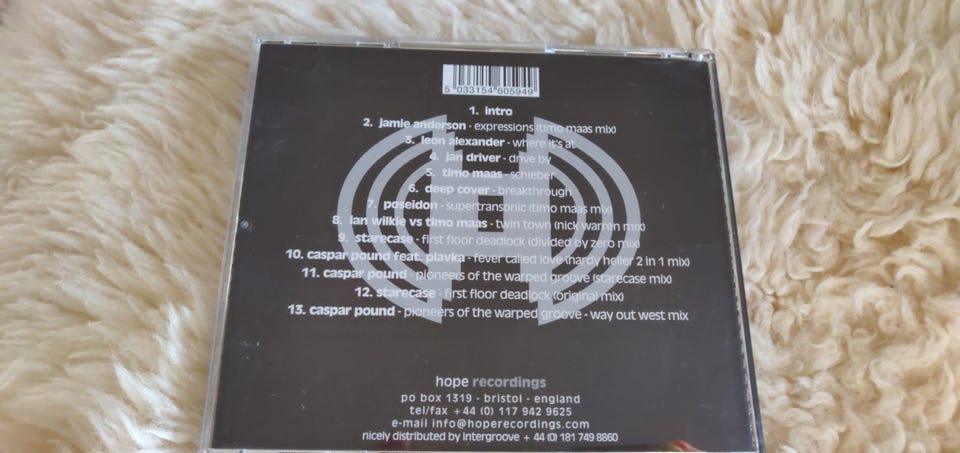 5 033154 605949
1. intro
2. jamie anderson - expressions (timo maas mix)
3. leon alexander - where it's at
4. jan driver - drive by
5. timo maas - schieber
6. deep cover - breakthrough
7. poseidon - supertransonic (timo maas mix)
8. ian wilkie vs timo maas - twin town (nick warren mix)
9. starecase - first floor deadlock (divided by zero mix)
10. caspar pound feat. plavka - fever called love (hardy heller 2 in 1 mix)
11. caspar pound - pioneers of the warped groove (starecase mix)
12. starecase - first floor deadlock (original mix)
13. caspar pound - pioneers of the warped groove - way out west mix
hope recordings
po box 1319 - bristol - england
tel/fax +44 (0) 117 942 9625
e-mail info@hoperecordings.com
nicely distributed by intergroove + 44 (0) 181 749 8860